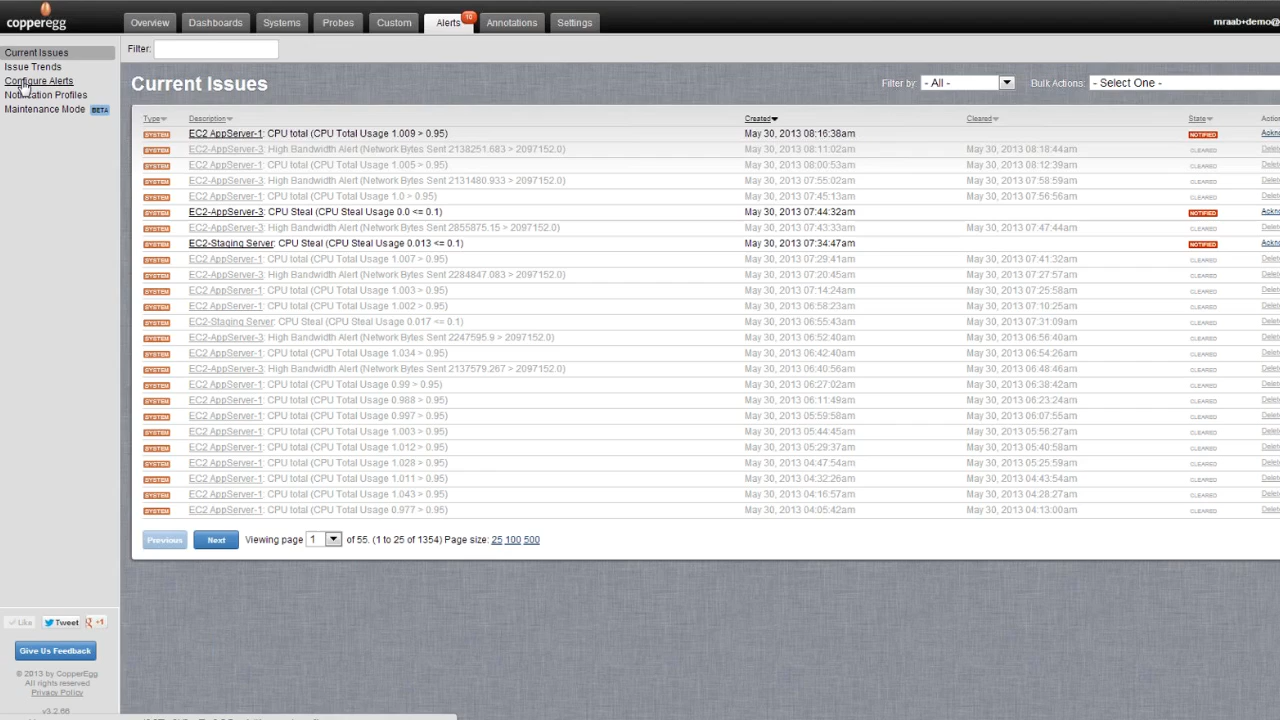 copperegg
Overview Dashboards Systems Probes Custom Alerts 10 Annotations Settings
mraab+demo@
Current Issues
Issue Trends
Configure Alerts
Notification Profiles
Maintenance Mode BETA
Filter:
Current Issues
Filter by: - All - Bulk Actions: - Select One -
Type Description Created Cleared State
SYSTEM EC2 AppServer-1: CPU total (CPU Total Usage 1.009 > 0.95) May 30, 2013 08:16:38am NOTIFIED Ackno
SYSTEM EC2-AppServer-3: High Bandwidth Alert (Network Bytes Sent 2138251.683 > 2097152.0) May 30, 2013 08:11:02am May 30, 2013 08:18:44am CLEARED Delete
SYSTEM EC2 AppServer-1: CPU total (CPU Total Usage 1.005 > 0.95) May 30, 2013 08:00:53am May 30, 2013 08:12:39am CLEARED Delete
SYSTEM EC2-AppServer-3: High Bandwidth Alert (Network Bytes Sent 2131480.933 > 2097152.0) May 30, 2013 07:55:02am May 30, 2013 07:58:59am CLEARED Delete
SYSTEM EC2 AppServer-1: CPU total (CPU Total Usage 1.0 > 0.95) May 30, 2013 07:45:13am May 30, 2013 07:56:56am CLEARED Delete
SYSTEM EC2-AppServer-3: CPU Steal (CPU Steal Usage 0.0 <= 0.1) May 30, 2013 07:44:32am NOTIFIED Ackno
SYSTEM EC2-AppServer-3: High Bandwidth Alert (Network Bytes Sent 2855875.15 > 2097152.0) May 30, 2013 07:43:33am May 30, 2013 07:47:44am CLEARED Delete
SYSTEM EC2-Staging Server: CPU Steal (CPU Steal Usage 0.013 <= 0.1) May 30, 2013 07:34:47am NOTIFIED Ackno
SYSTEM EC2 AppServer-1: CPU total (CPU Total Usage 1.007 > 0.95) May 30, 2013 07:29:41am May 30, 2013 07:41:32am CLEARED Delete
SYSTEM EC2-AppServer-3: High Bandwidth Alert (Network Bytes Sent 2284847.083 > 2097152.0) May 30, 2013 07:20:45am May 30, 2013 07:27:57am CLEARED Delete
SYSTEM EC2 AppServer-1: CPU total (CPU Total Usage 1.003 > 0.95) May 30, 2013 07:14:24am May 30, 2013 07:25:58am CLEARED Delete
SYSTEM EC2 AppServer-1: CPU total (CPU Total Usage 1.002 > 0.95) May 30, 2013 06:58:23am May 30, 2013 07:10:25am CLEARED Delete
SYSTEM EC2-Staging Server: CPU Steal (CPU Steal Usage 0.017 <= 0.1) May 30, 2013 06:55:43am May 30, 2013 07:31:09am CLEARED Delete
SYSTEM EC2-AppServer-3: High Bandwidth Alert (Network Bytes Sent 2247595.9 > 2097152.0) May 30, 2013 06:52:40am May 30, 2013 06:56:40am CLEARED Delete
SYSTEM EC2 AppServer-1: CPU total (CPU Total Usage 1.034 > 0.95) May 30, 2013 06:42:40am May 30, 2013 06:54:26am CLEARED Delete
SYSTEM EC2-AppServer-3: High Bandwidth Alert (Network Bytes Sent 2137579.267 > 2097152.0) May 30, 2013 06:40:56am May 30, 2013 06:48:46am CLEARED Delete
SYSTEM EC2 AppServer-1: CPU total (CPU Total Usage 0.99 > 0.95) May 30, 2013 06:27:02am May 30, 2013 06:38:42am CLEARED Delete
SYSTEM EC2 AppServer-1: CPU total (CPU Total Usage 0.988 > 0.95) May 30, 2013 06:11:49am May 30, 2013 06:23:24am CLEARED Delete
SYSTEM EC2 AppServer-1: CPU total (CPU Total Usage 0.997 > 0.95) May 30, 2013 05:59:58am May 30, 2013 06:07:55am CLEARED Delete
SYSTEM EC2 AppServer-1: CPU total (CPU Total Usage 1.003 > 0.95) May 30, 2013 05:44:45am May 30, 2013 05:56:27am CLEARED Delete
SYSTEM EC2 AppServer-1: CPU total (CPU Total Usage 1.012 > 0.95) May 30, 2013 05:29:37am May 30, 2013 05:40:58am CLEARED Delete
SYSTEM EC2 AppServer-1: CPU total (CPU Total Usage 1.028 > 0.95) May 30, 2013 04:47:54am May 30, 2013 05:25:59am CLEARED Delete
SYSTEM EC2 AppServer-1: CPU total (CPU Total Usage 1.011 > 0.95) May 30, 2013 04:32:26am May 30, 2013 04:43:54am CLEARED Delete
SYSTEM EC2 AppServer-1: CPU total (CPU Total Usage 1.043 > 0.95) May 30, 2013 04:16:57am May 30, 2013 04:28:27am CLEARED Delete
SYSTEM EC2 AppServer-1: CPU total (CPU Total Usage 0.977 > 0.95) May 30, 2013 04:05:42am May 30, 2013 04:13:00am CLEARED Delete
Previous Next Viewing page 1 of 55. (1 to 25 of 1354) Page size: 25 100 500
Like Tweet +1
Give Us Feedback
© 2013 by CopperEgg
All rights reserved
Privacy Policy
v3.2.66